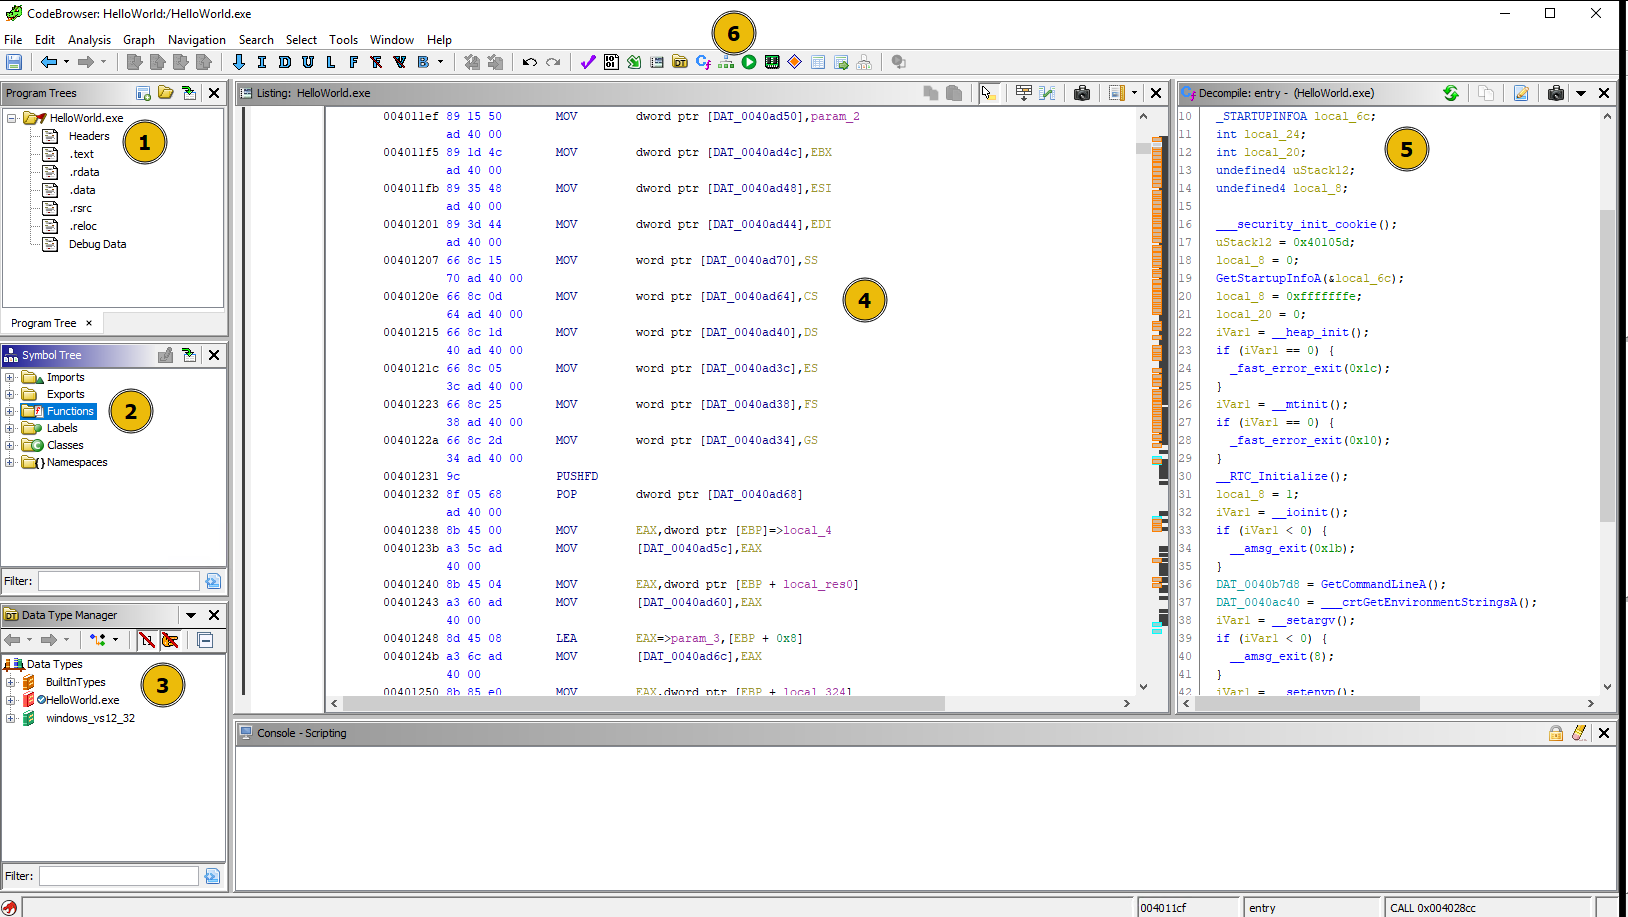 CodeBrowser: HelloWorld:/HelloWorld.exe
File Edit Analysis Graph Navigation Search Select Tools Window Help
6
I D U L F B
Program Trees
HelloWorld.exe
Headers
.text
.rdata
.data
.rsrc
.reloc
Debug Data
1
Program Tree ×
Symbol Tree
Imports
Exports
Functions
Labels
Classes
Namespaces
2
Filter:
Data Type Manager
Data Types
BuiltInTypes
HelloWorld.exe
windows_vs12_32
3
Filter:
Listing: HelloWorld.exe
004011ef 89 15 50 MOV dword ptr [DAT_0040ad50],param_2
ad 40 00
004011f5 89 1d 4c MOV dword ptr [DAT_0040ad4c],EBX
ad 40 00
004011fb 89 35 48 MOV dword ptr [DAT_0040ad48],ESI
ad 40 00
00401201 89 3d 44 MOV dword ptr [DAT_0040ad44],EDI
ad 40 00
00401207 66 8c 15 MOV word ptr [DAT_0040ad70],SS
70 ad 40 00
0040120e 66 8c 0d MOV word ptr [DAT_0040ad64],CS
64 ad 40 00
00401215 66 8c 1d MOV word ptr [DAT_0040ad40],DS
40 ad 40 00
0040121c 66 8c 05 MOV word ptr [DAT_0040ad3c],ES
3c ad 40 00
00401223 66 8c 25 MOV word ptr [DAT_0040ad38],FS
38 ad 40 00
0040122a 66 8c 2d MOV word ptr [DAT_0040ad34],GS
34 ad 40 00
00401231 9c PUSHFD
00401232 8f 05 68 POP dword ptr [DAT_0040ad68]
ad 40 00
00401238 8b 45 00 MOV EAX,dword ptr [EBP]=>local_4
0040123b a3 5c ad MOV [DAT_0040ad5c],EAX
40 00
00401240 8b 45 04 MOV EAX,dword ptr [EBP + local_res0]
00401243 a3 60 ad MOV [DAT_0040ad60],EAX
40 00
00401248 8d 45 08 LEA EAX=>param_3,[EBP + 0x8]
0040124b a3 6c ad MOV [DAT_0040ad6c],EAX
40 00
00401250 8b 85 e0 MOV EAX,dword ptr [EBP + local_324]
4
Decompile: entry - (HelloWorld.exe)
10 _STARTUPINFOA local_6c;
11 int local_24;
12 int local_20;
13 undefined4 uStack12;
14 undefined4 local_8;
15
16 ___security_init_cookie();
17 uStack12 = 0x40105d;
18 local_8 = 0;
19 GetStartupInfoA(&local_6c);
20 local_8 = 0xfffffffe;
21 local_20 = 0;
22 iVar1 = __heap_init();
23 if (iVar1 == 0) {
24 _fast_error_exit(0x1c);
25 }
26 iVar1 = __mtinit();
27 if (iVar1 == 0) {
28 _fast_error_exit(0x10);
29 }
30 __RTC_Initialize();
31 local_8 = 1;
32 iVar1 = __ioinit();
33 if (iVar1 < 0) {
34 __amsg_exit(0x1b);
35 }
36 DAT_0040b7d8 = GetCommandLineA();
37 DAT_0040ac40 = ___crtGetEnvironmentStringsA();
38 iVar1 = __setargv();
39 if (iVar1 < 0) {
40 __amsg_exit(8);
41 }
42 iVar1 = __setenvp();
5
Console - Scripting
004011cf entry CALL 0x004028cc